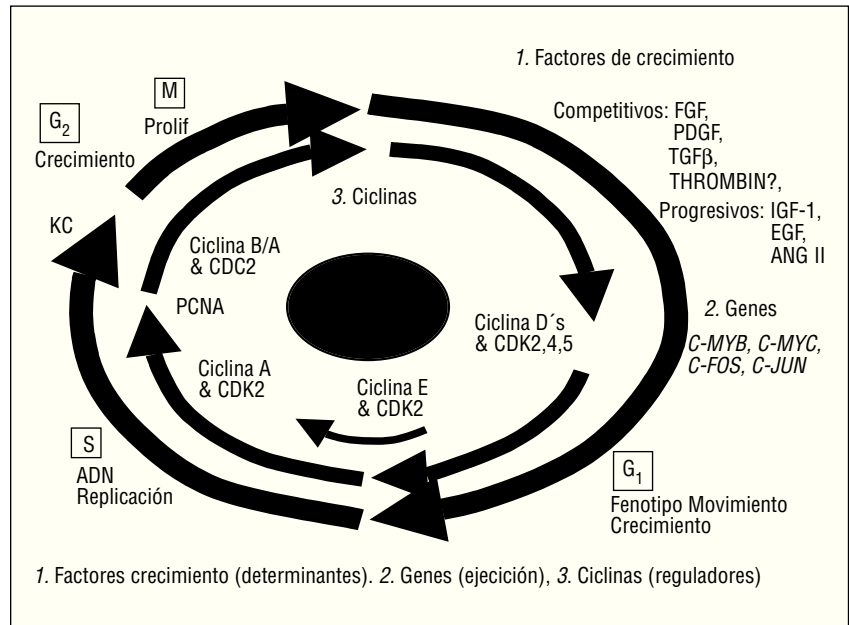 1. Factores de crecimiento
Competitivos: FGF,
PDGF,
TGFβ,
THROMBIN?,
Progresivos: IGF-1,
EGF,
ANG II
2. Genes
C-MYB, C-MYC,
C-FOS, C-JUN
M
Prolif
G2
Crecimiento
KC
3. Ciclinas
Ciclina B/A
& CDC2
PCNA
Ciclina D´s
& CDK2,4,5
Ciclina A
& CDK2
Ciclina E
& CDK2
S
ADN
Replicación
G1
Fenotipo Movimiento
Crecimiento
1. Factores crecimiento (determinantes). 2. Genes (ejecición), 3. Ciclinas (reguladores)